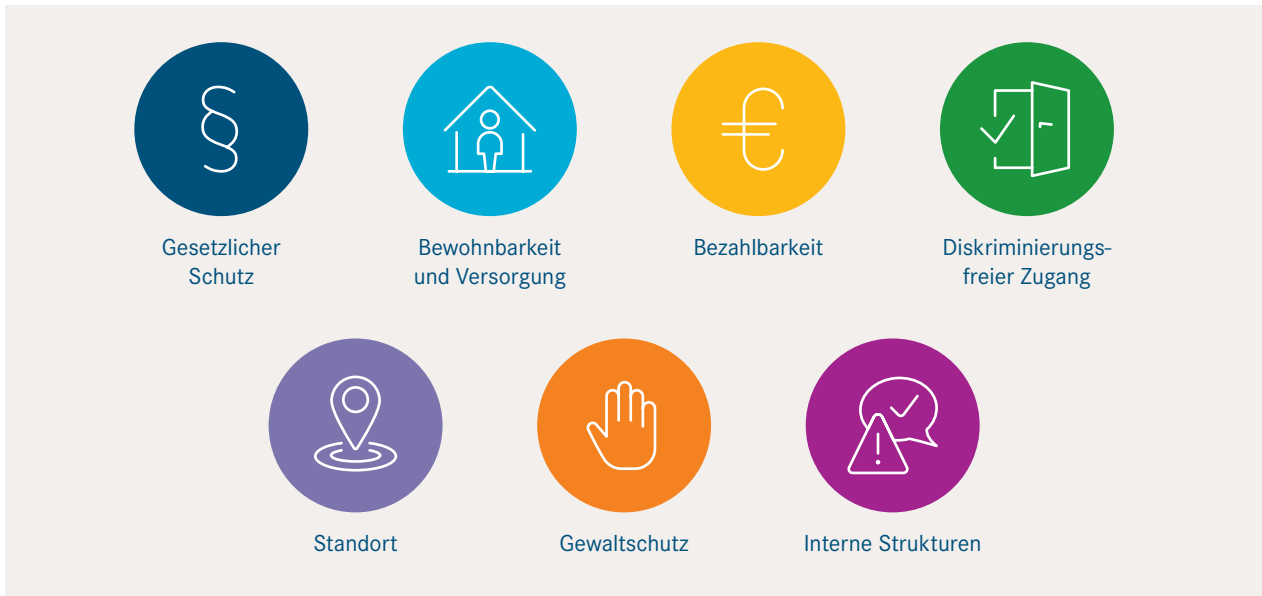 §
€
Gesetzlicher
Schutz
Bewohnbarkeit
und Versorgung
Bezahlbarkeit
Diskriminierungs-
freier Zugang
!
Standort
Gewaltschutz
Interne Strukturen